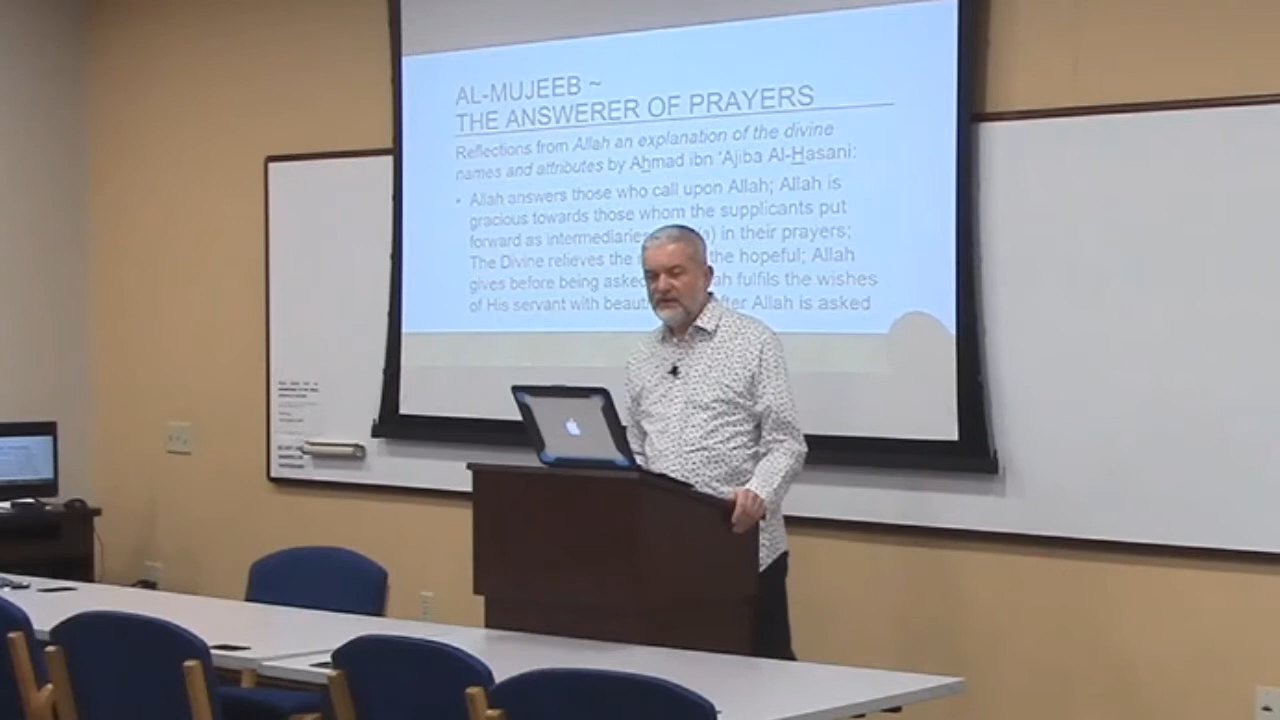 AL-MUJEEB ~
THE ANSWERER OF PRAYERS
Reflections from Allah an explanation of the divine
names and attributes by Ahmad ibn 'Ajiba Al-Hasani:
• Allah answers those who call upon Allah; Allah is
gracious towards those whom the supplicants put
forward as in their prayers;
The Divine relieves the the hopeful; Allah
gives before being fulfils the wishes
of His servant with Allah is asked